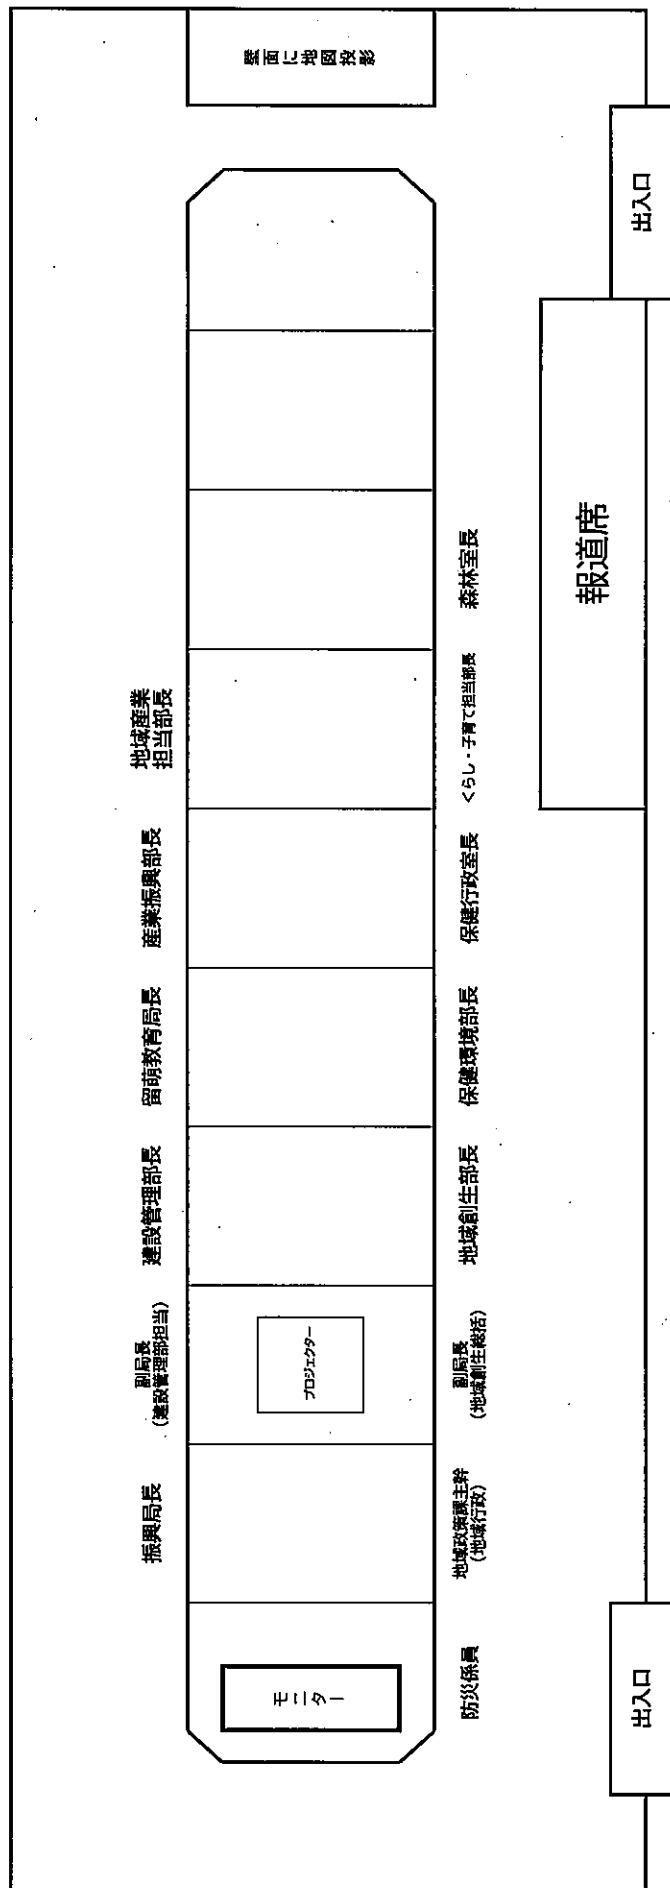 壁面に地図投影
出入口
報道席
森林室長
地域産業
担当部長
くらし・子育て担当部長
産業振興部長
保健行政室長
留萌教育局長
保健環境部長
建設管理部長
地域創生部長
副局長
（建設管理部担当）
プロジェクター
副局長
（地域創生総括）
振興局長
地域政策課主幹
（地域行政）
モニター
防災係員
出入口